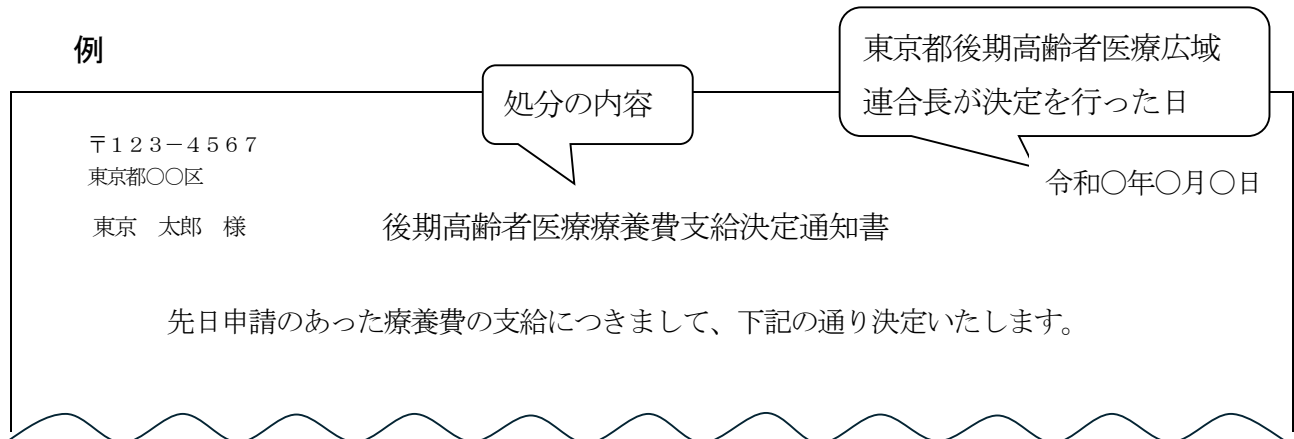 例
東京都後期高齢者医療広域
連合長が決定を行った日
処分の内容
〒１２３－４５６７
東京都○○区
令和○年○月○日
東京　太郎　様
後期高齢者医療療養費支給決定通知書
先日申請のあった療養費の支給につきまして、下記の通り決定いたします。